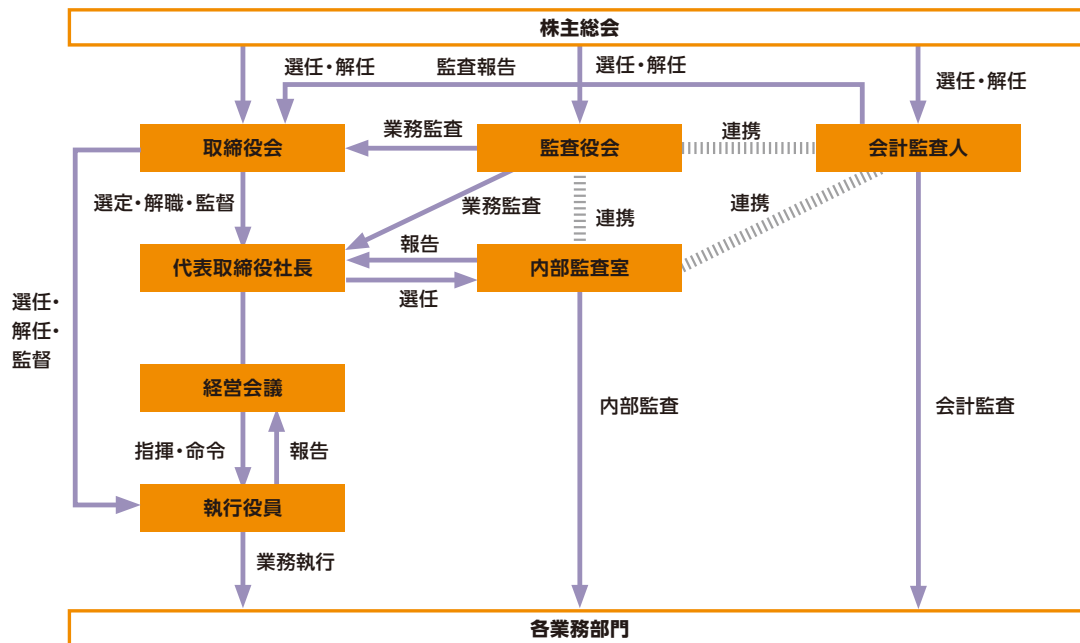 株主総会
選任・解任
監査報告
選任・解任
選任・解任
業務監査
連携
取締役会
監査役会
会計監査人
選定・解職・監督
業務監査
連携
連携
報告
代表取締役社長
内部監査室
選任
選任・
解任・
監督
経営会議
内部監査
会計監査
指揮・命令
報告
執行役員
業務執行
各業務部門